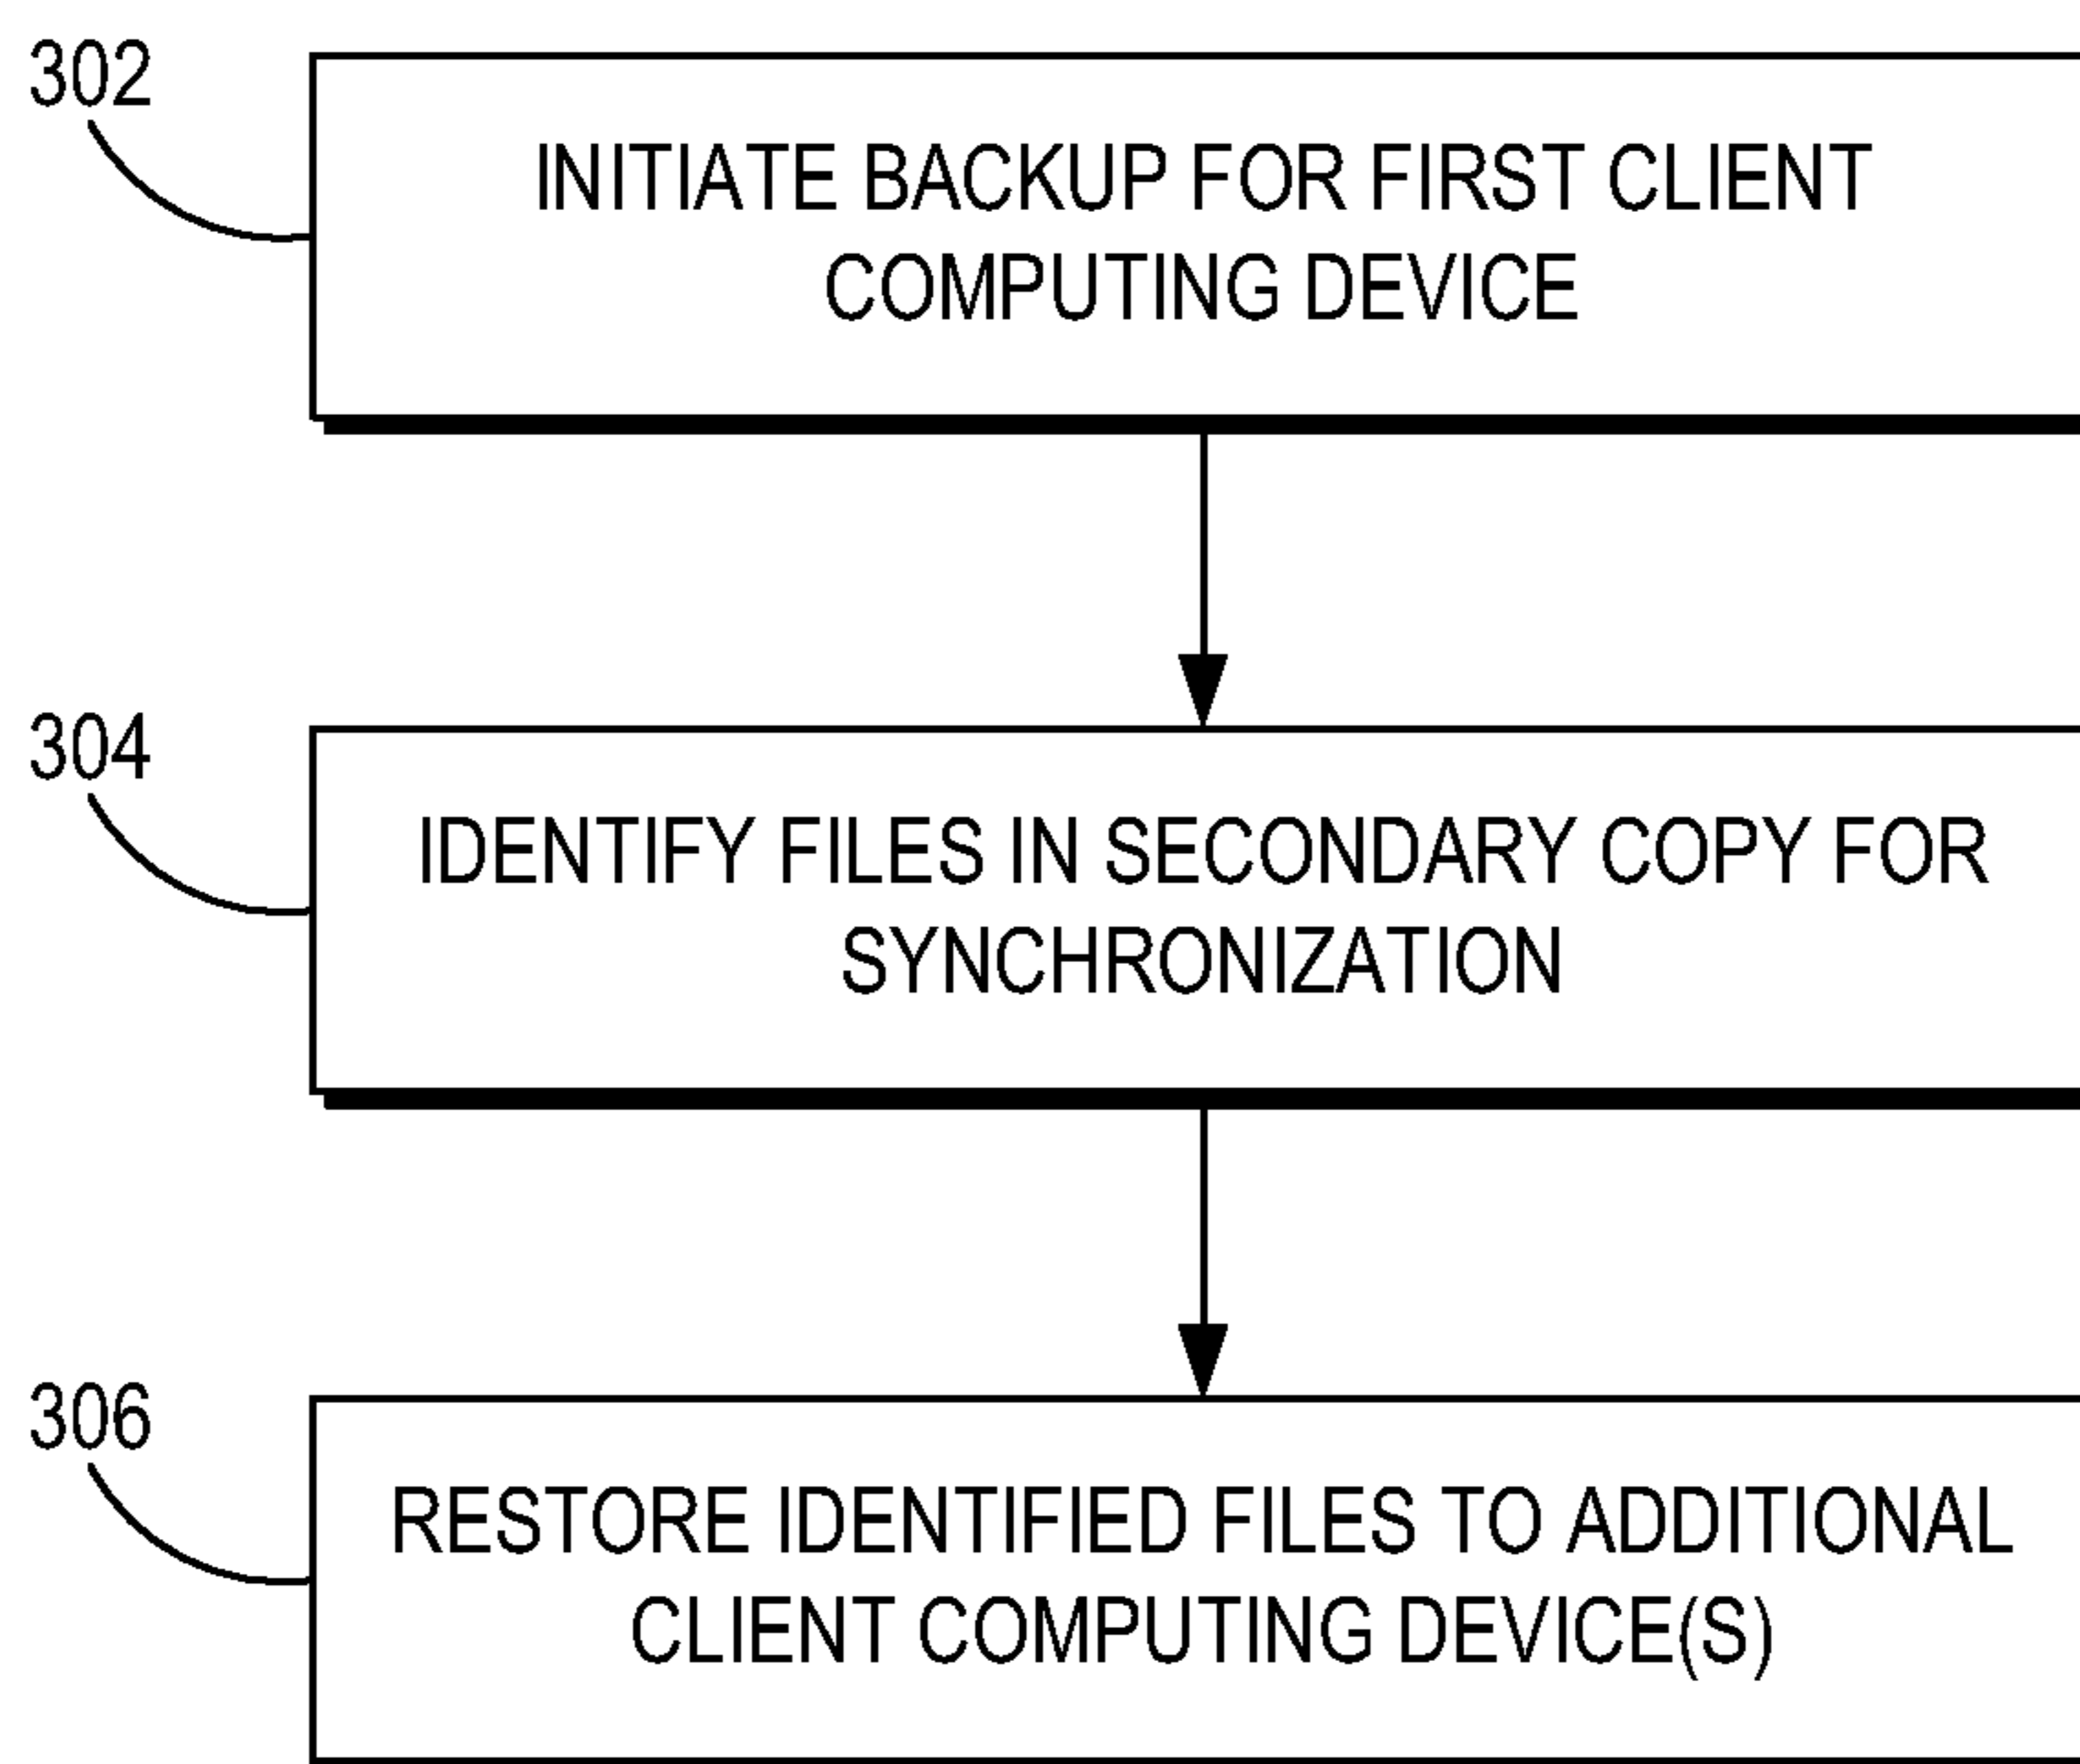 302
INITIATE BACKUP FOR FIRST CLIENT
COMPUTING DEVICE
304
IDENTIFY FILES IN SECONDARY COPY FOR
SYNCHRONIZATION
306
RESTORE IDENTIFIED FILES TO ADDITIONAL
CLIENT COMPUTING DEVICE(S)